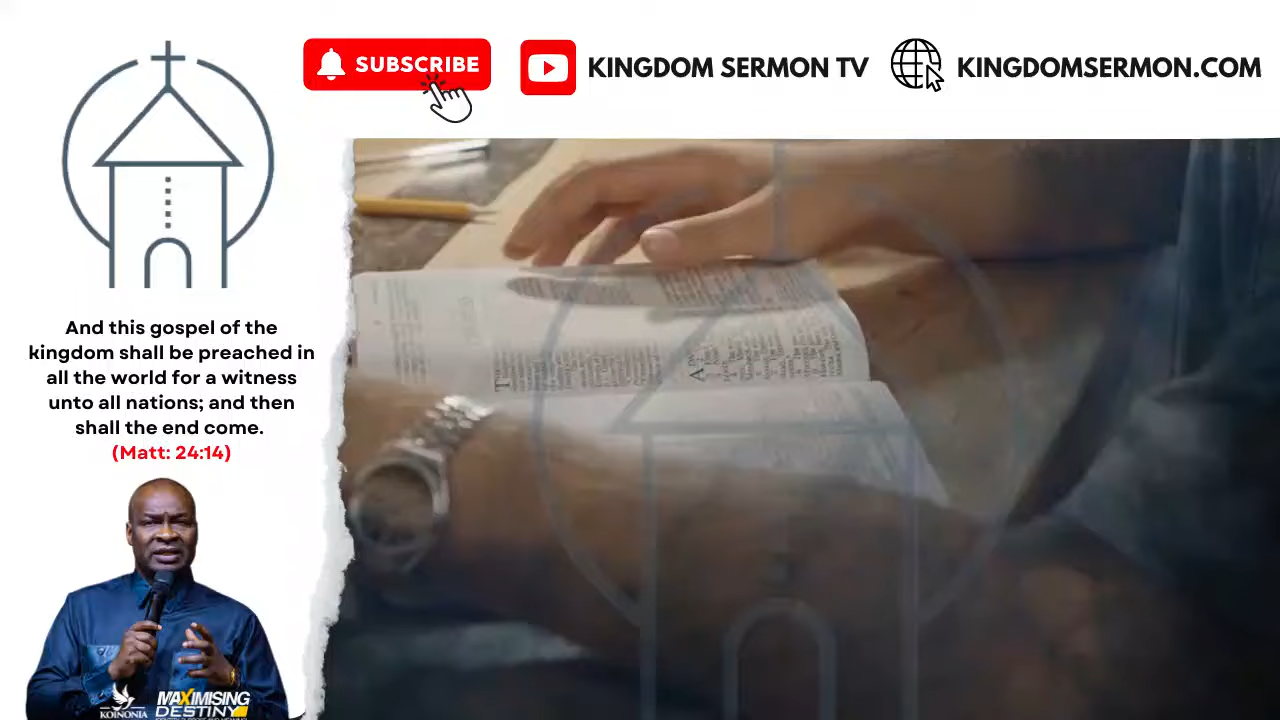 SUBSCRIBE
KINGDOM SERMON TV
KINGDOMSERMON.COM
And this gospel of the
kingdom shall be preached in
all the world for a witness
unto all nations; and then
shall the end come.
(Matt: 24:14)
KOINONIA
MAXIMISING
DESTINY